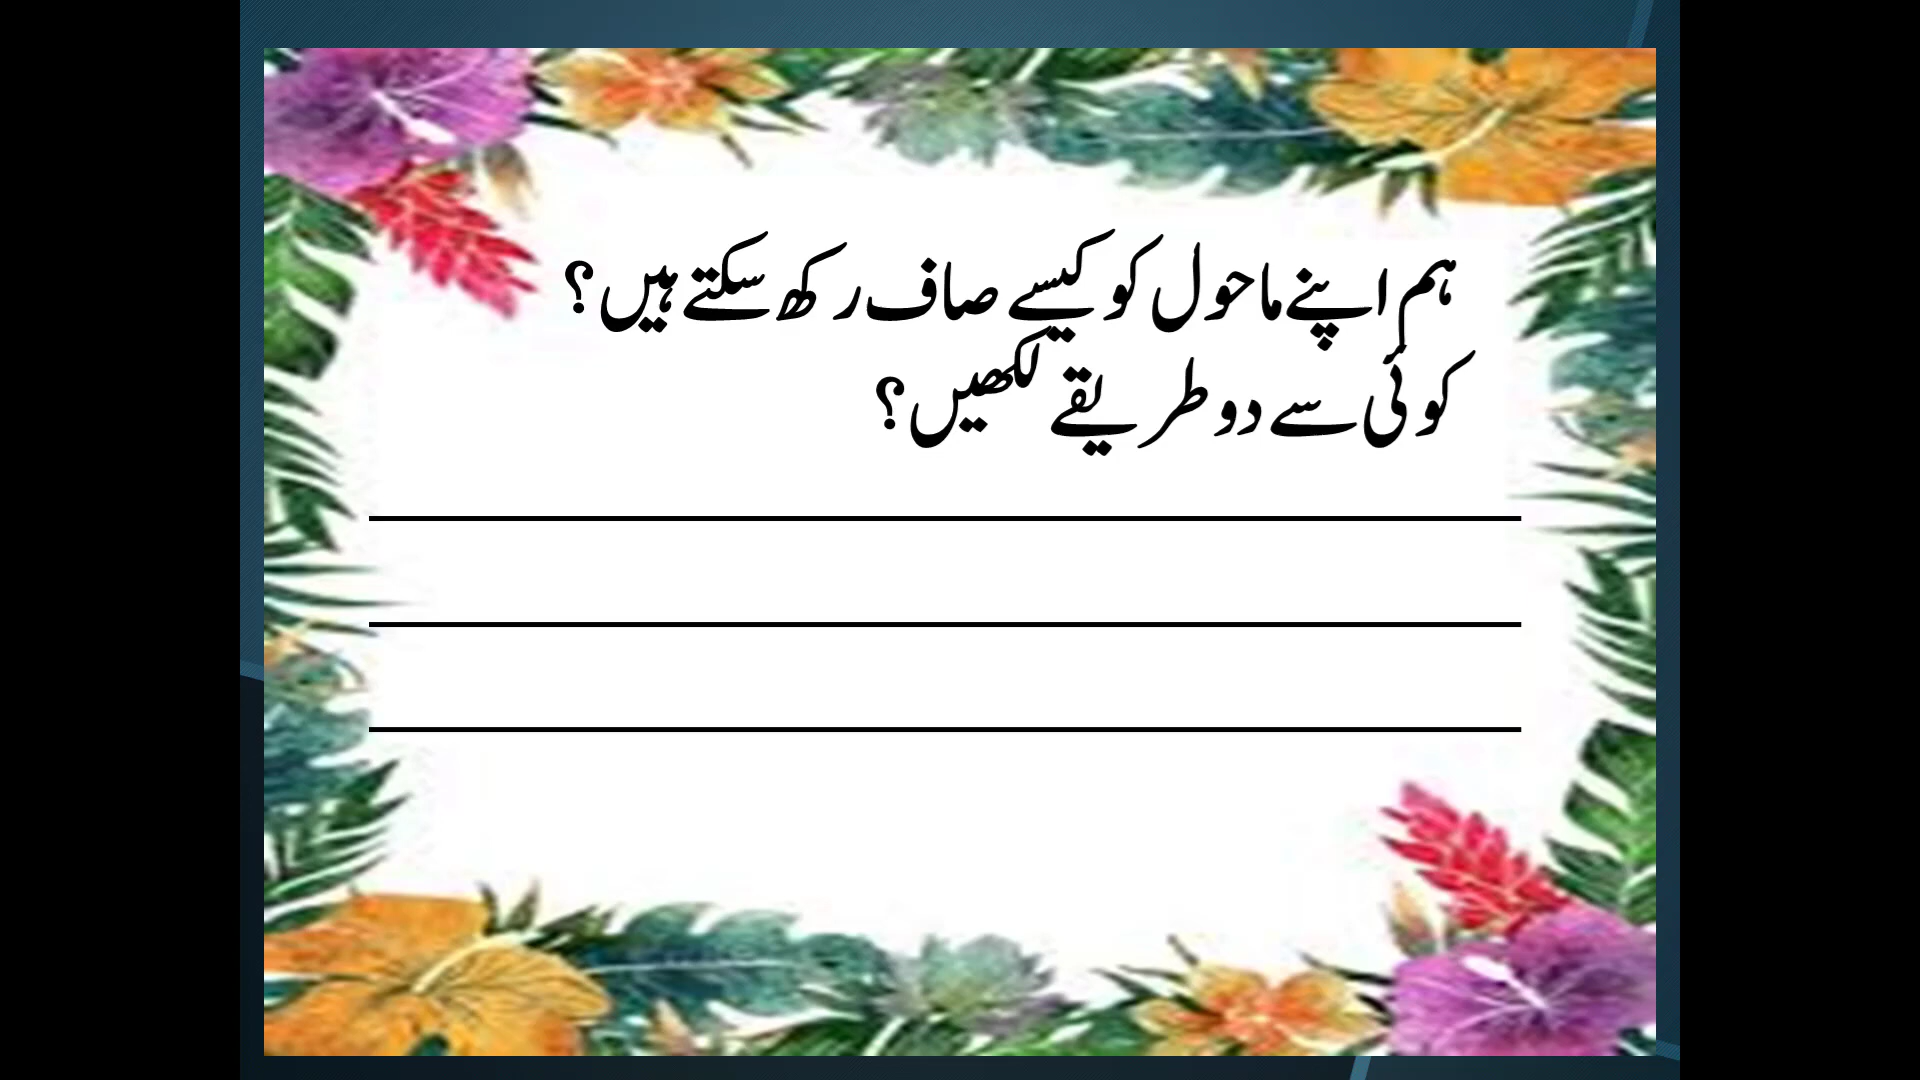 ہم اپنے ماحول کو کیسے صاف رکھ سکتے ہیں؟
کوئی سے دو طریقے لکھیں؟